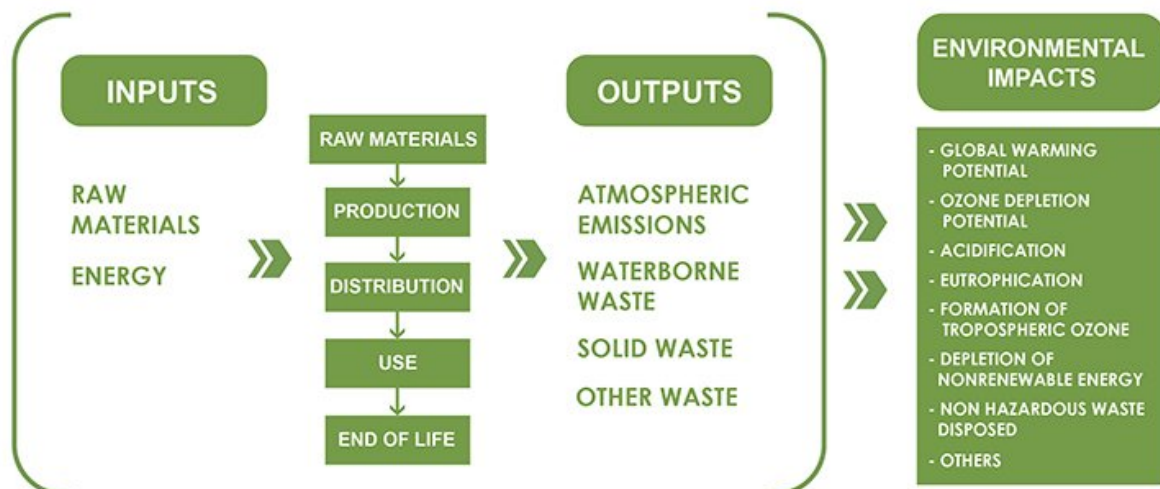 INPUTS
RAW
MATERIALS
ENERGY
RAW MATERIALS
PRODUCTION
DISTRIBUTION
USE
END OF LIFE
OUTPUTS
ATMOSPHERIC
EMISSIONS
WATERBORNE
WASTE
SOLID WASTE
OTHER WASTE
ENVIRONMENTAL
IMPACTS
- GLOBAL WARMING
POTENTIAL
- OZONE DEPLETION
POTENTIAL
- ACIDIFICATION
- EUTROPHICATION
- FORMATION OF
TROPOSPHERIC OZONE
- DEPLETION OF
NONRENEWABLE ENERGY
- NON HAZARDOUS WASTE
DISPOSED
- OTHERS